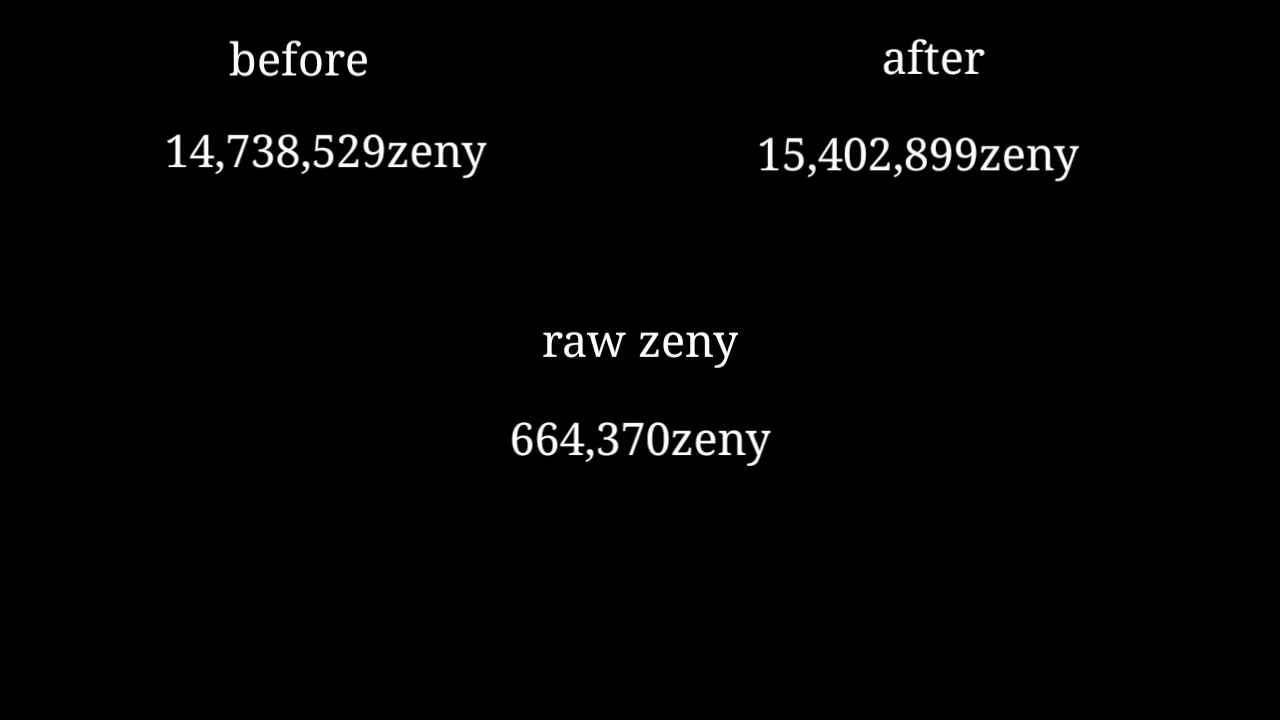 before
after
14,738,529zeny
15,402,899zeny
raw zeny
664,370zeny